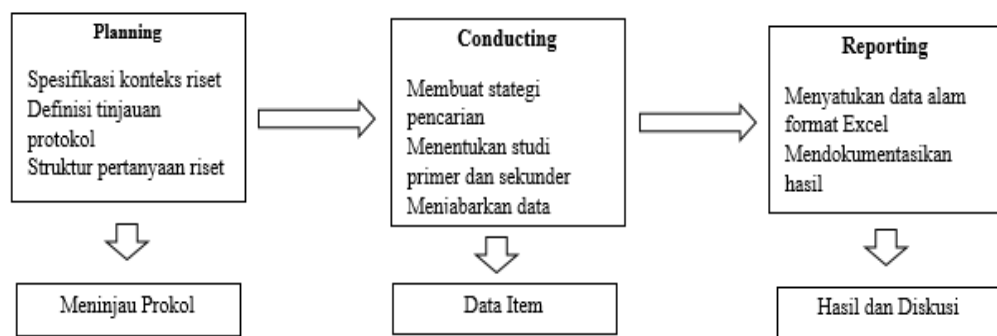 Planning
Spesifikasi konteks riset
Definisi tinjauan
protokol
Struktur pertanyaan riset
Conducting
Membuat stategi
pencarian
Menentukan studi
primer dan sekunder
Menjabarkan data
Reporting
Menyatukan data alam
format Excel
Mendokumentasikan
hasil
Meninjau Prokol
Data Item
Hasil dan Diskusi